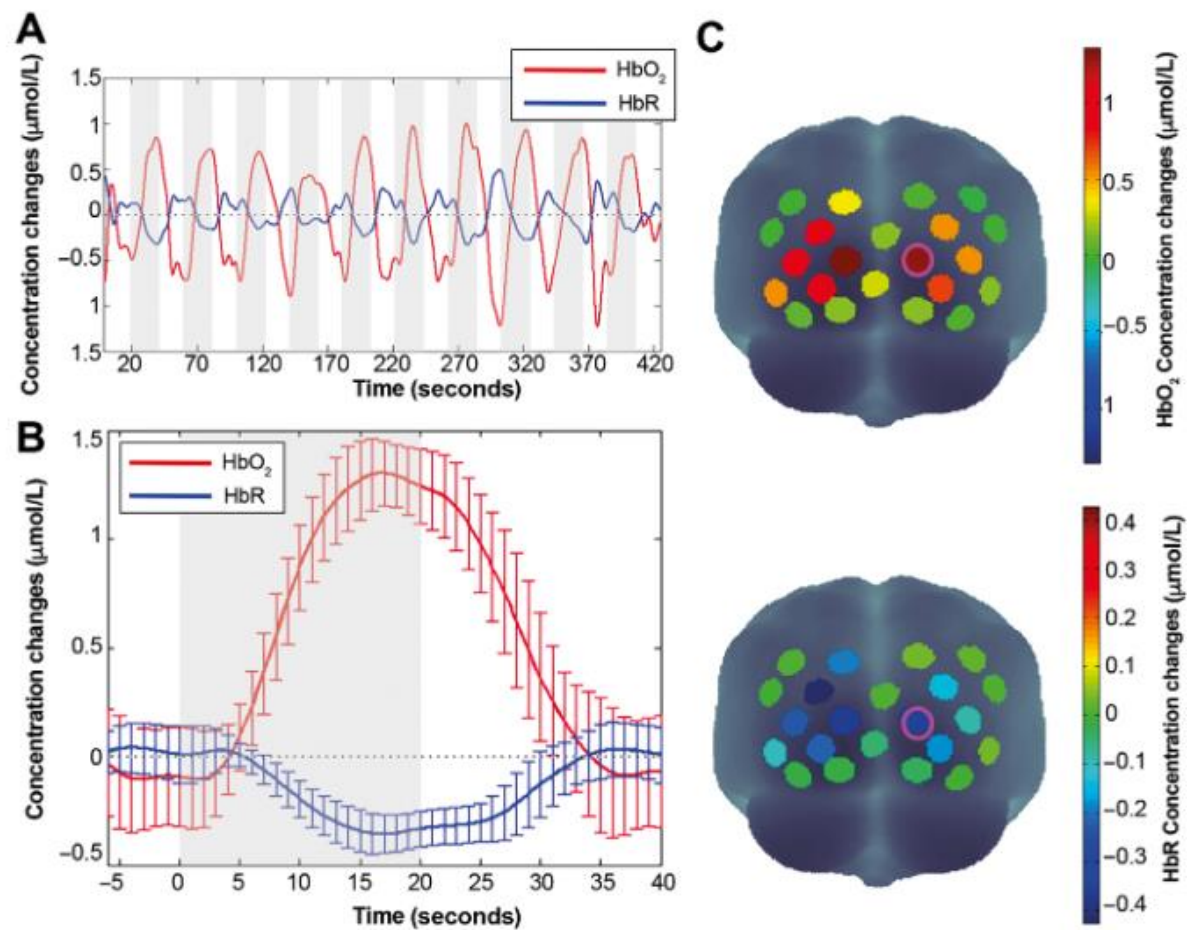 A
Concentration changes (μmol/L)
HbO₂
HbR
1.5
1
0.5
0
−0.5
1
1.5
20 70 120 170 220 270 320 370 420
Time (seconds)
B
Concentration changes (μmol/L)
HbO₂
HbR
1.5
1
0.5
0
−0.5
−5 0 5 10 15 20 25 30 35 40
Time (seconds)
C
1
0.5
0
−0.5
1
HbO₂ Concentration changes (μmol/L)
0.4
0.3
0.2
0.1
0
−0.1
−0.2
−0.3
−0.4
HbR Concentration changes (μmol/L)